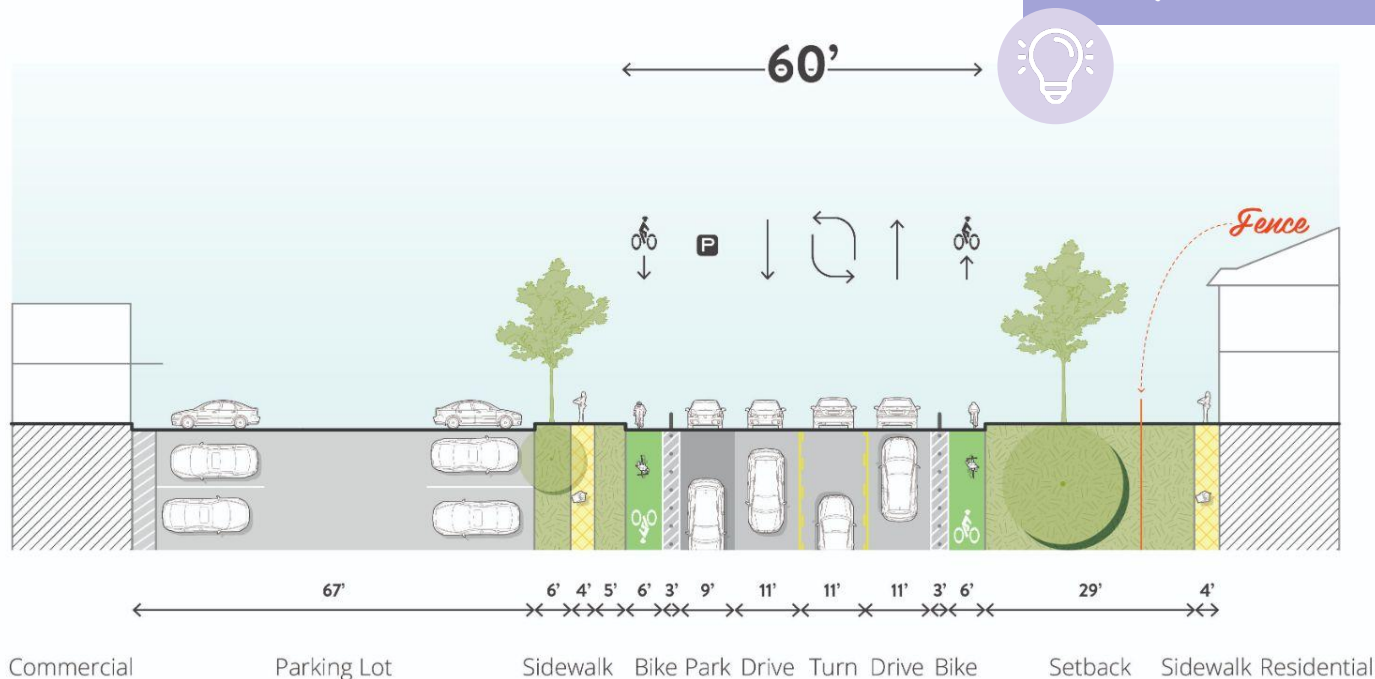 60'
P
Fence
67' 6' 4' 5' 6' 3' 9' 11' 11' 11' 3' 6' 29' 4'
Commercial Parking Lot Sidewalk Bike Park Drive Turn Drive Bike Setback Sidewalk Residential